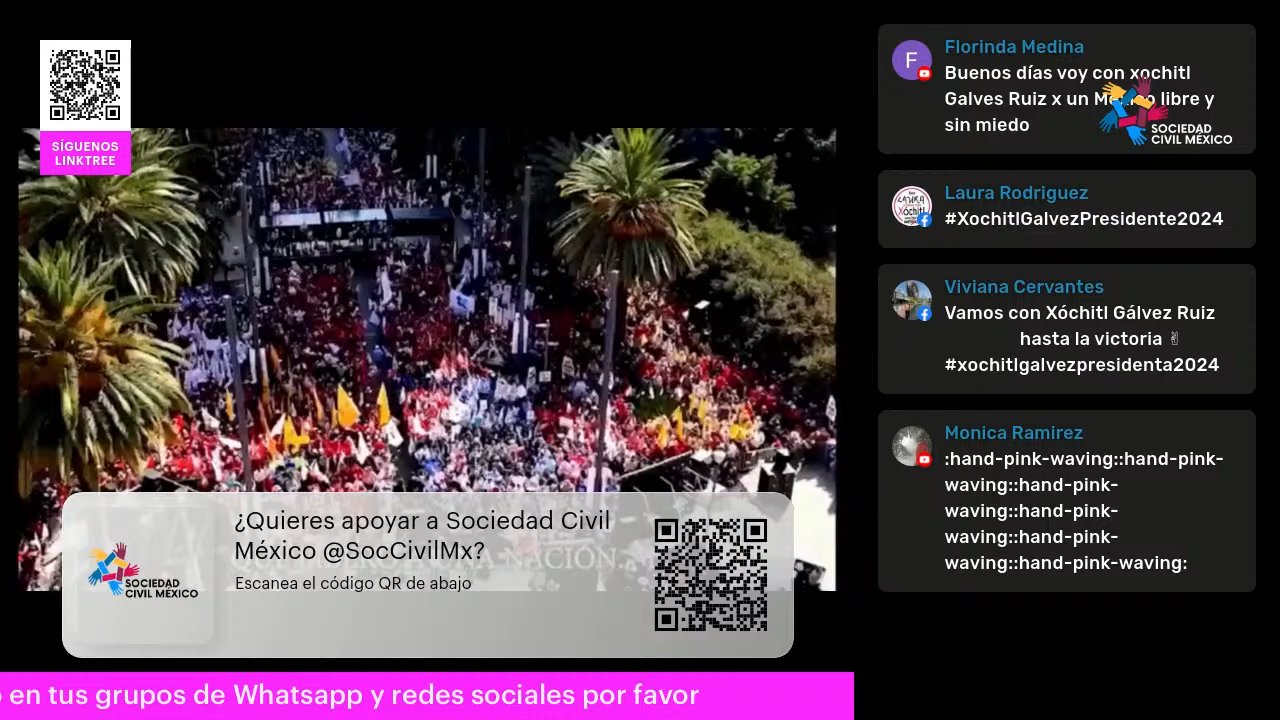 SÍGUENOS
LINKTREE
¿Quieres apoyar a Sociedad Civil
México @SocCivilMx?
Escanea el código QR de abajo
NACIÓN.
SOCIEDAD
CIVIL MÉXICO
en tus grupos de Whatsapp y redes sociales por favor
Florinda Medina
F
Buenos días voy con xochitl
Galves Ruiz x un libre y
sin miedo
SOCIEDAD
CIVIL MÉXICO
Laura Rodriguez
#XochitlGalvezPresidente2024
Viviana Cervantes
Vamos con Xóchitl Gálvez Ruiz
hasta la victoria ✌
#xochitlgalvezpresidenta2024
Monica Ramirez
:hand-pink-waving::hand-pink-
waving::hand-pink-
waving::hand-pink-
waving::hand-pink-
waving::hand-pink-waving: